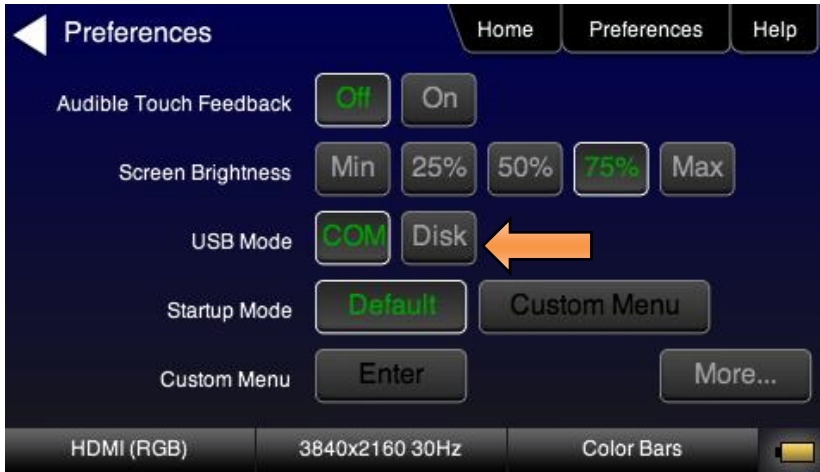 Preferences Home Preferences Help
Audible Touch Feedback Off On
Screen Brightness Min 25% 50% 75% Max
USB Mode COM Disk
Startup Mode Default Custom Menu
Custom Menu Enter More...
HDMI (RGB) 3840x2160 30Hz Color Bars